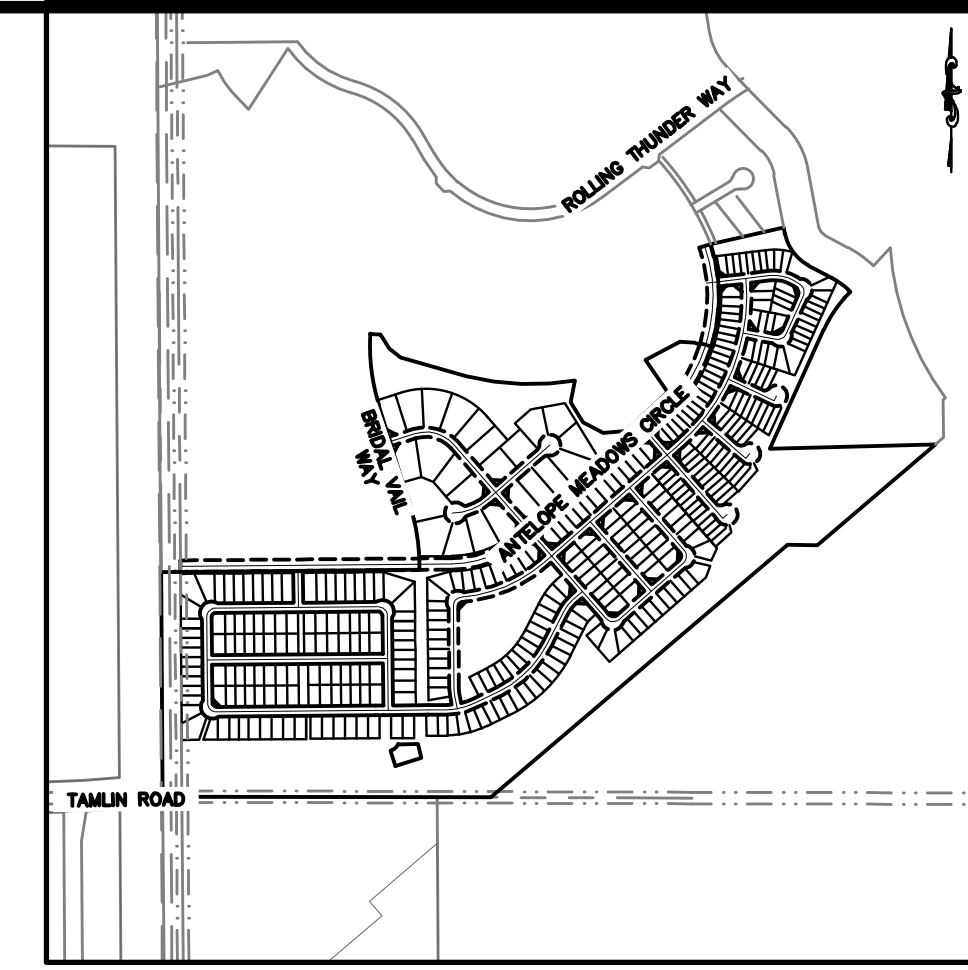 ROLLING THUNDER WAY
ANTELOPE MEADOWS CIRCLE
BRIDAL VAIL
WAY
TAMLIN ROAD